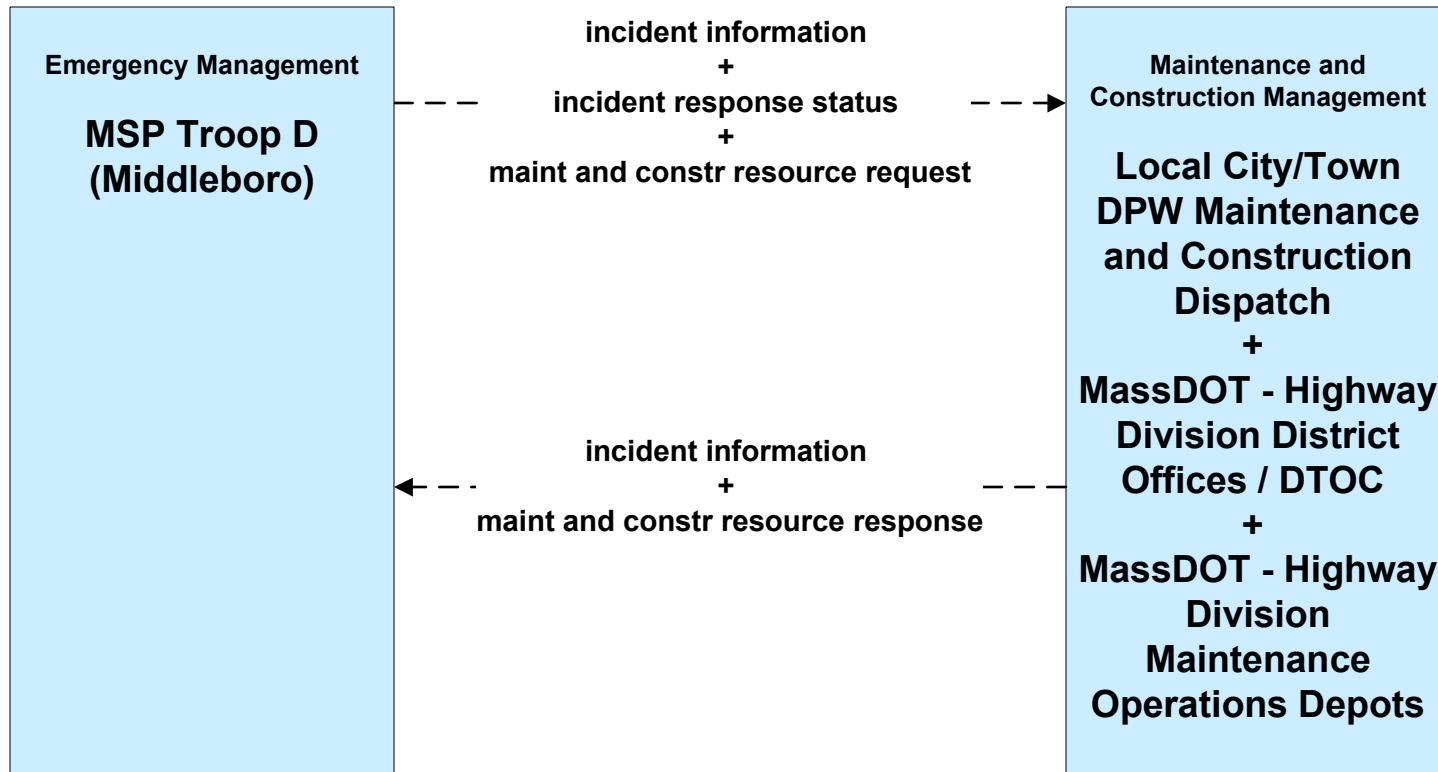 Emergency Management
MSP Troop D
(Middleboro)
incident information
+
incident response status
+
maint and constr resource request
incident information
+
maint and constr resource response
Maintenance and
Construction Management
Local City/Town
DPW Maintenance
and Construction
Dispatch
+
MassDOT - Highway
Division District
Offices / DTOC
+
MassDOT - Highway
Division
Maintenance
Operations Depots